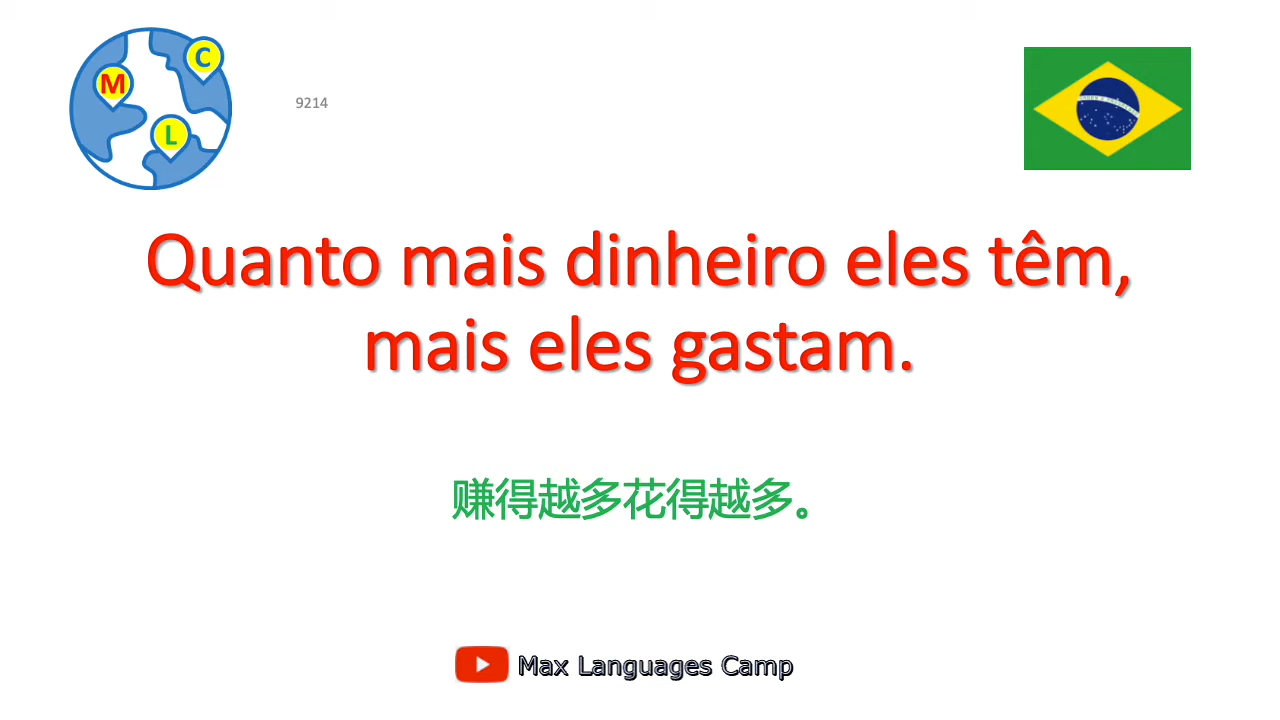 M
C
L
9214
Quanto mais dinheiro eles têm,
mais eles gastam.
赚得越多花得越多。
Max Languages Camp